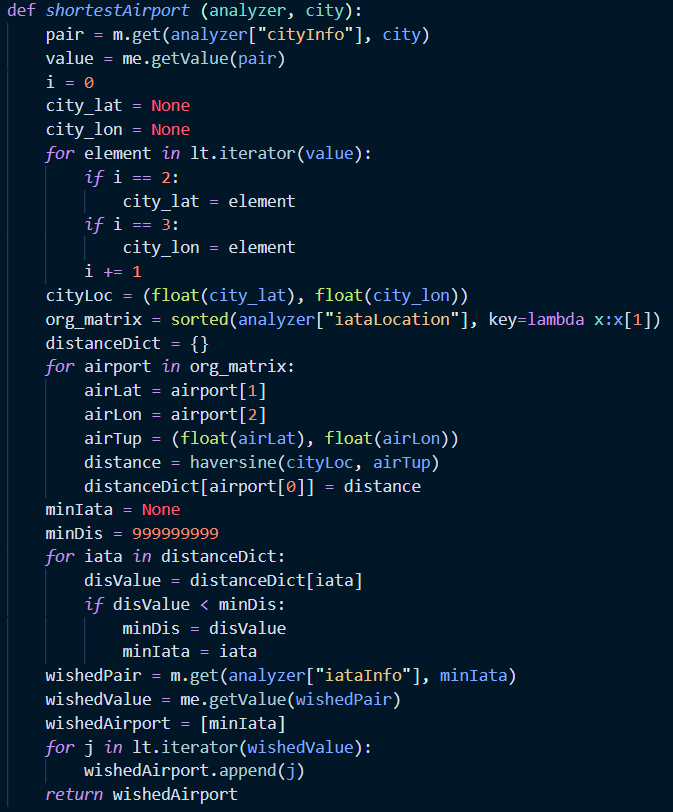 def shortestAirport (analyzer, city):
    pair = m.get(analyzer["cityInfo"], city)
    value = me.getValue(pair)
    i = 0
    city_lat = None
    city_lon = None
    for element in lt.iterator(value):
        if i == 2:
            city_lat = element
        if i == 3:
            city_lon = element
        i += 1
    cityLoc = (float(city_lat), float(city_lon))
    org_matrix = sorted(analyzer["iataLocation"], key=lambda x:x[1])
    distanceDict = {}
    for airport in org_matrix:
        airLat = airport[1]
        airLon = airport[2]
        airTup = (float(airLat), float(airLon))
        distance = haversine(cityLoc, airTup)
        distanceDict[airport[0]] = distance
    minIata = None
    minDis = 999999999
    for iata in distanceDict:
        disValue = distanceDict[iata]
        if disValue < minDis:
            minDis = disValue
            minIata = iata
    wishedPair = m.get(analyzer["iataInfo"], minIata)
    wishedValue = me.getValue(wishedPair)
    wishedAirport = [minIata]
    for j in lt.iterator(wishedValue):
        wishedAirport.append(j)
    return wishedAirport